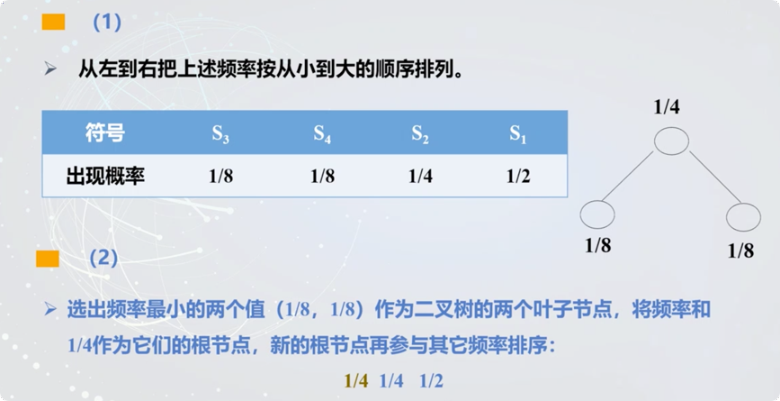 （1）
从左到右把上述频率按从小到大的顺序排列。
符号 S₃ S₄ S₂ S₁
出现概率 1/8 1/8 1/4 1/2
1/4
1/8 1/8
（2）
选出频率最小的两个值（1/8，1/8）作为二叉树的两个叶子节点，将频率和
1/4作为它们的根节点，新的根节点再参与其它频率排序：
1/4 1/4 1/2